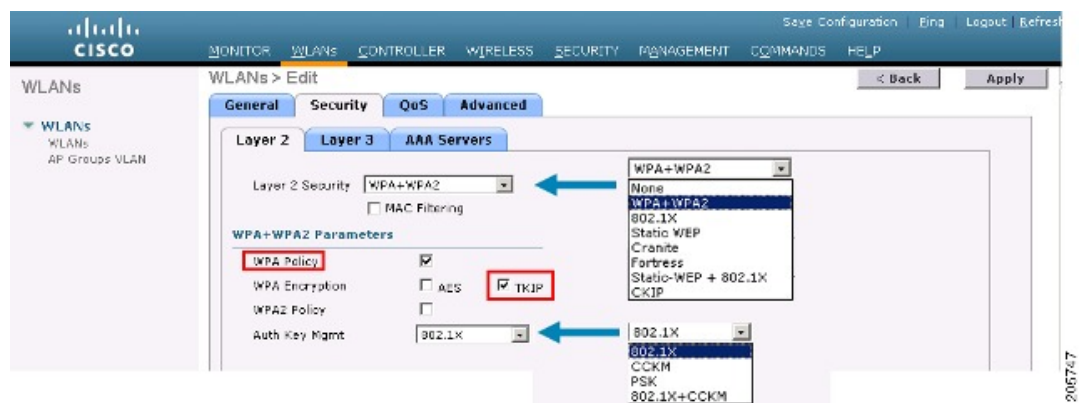 Save Configuration Ping Logout Refresh
CISCO
MONITOR WLANs CONTROLLER WIRELESS SECURITY MANAGEMENT COMMANDS HELP
WLANs
WLANs > Edit
< Back Apply
General Security QoS Advanced
WLANs
WLANs
AP Groups VLAN
Layer 2 Layer 3 AAA Servers
Layer 2 Security WPA+WPA2
MAC Filtering
WPA+WPA2 Parameters
WPA Policy
WPA Encryption AES TKIP
WPA2 Policy
Auth Key Mgmt 802.1X
WPA+WPA2
None
WPA+WPA2
802.1X
Static WEP
Cranite
Fortress
Static-WEP + 802.1X
CKIP
802.1X
802.1X
CCKM
PSK
802.1X+CCKM
205747